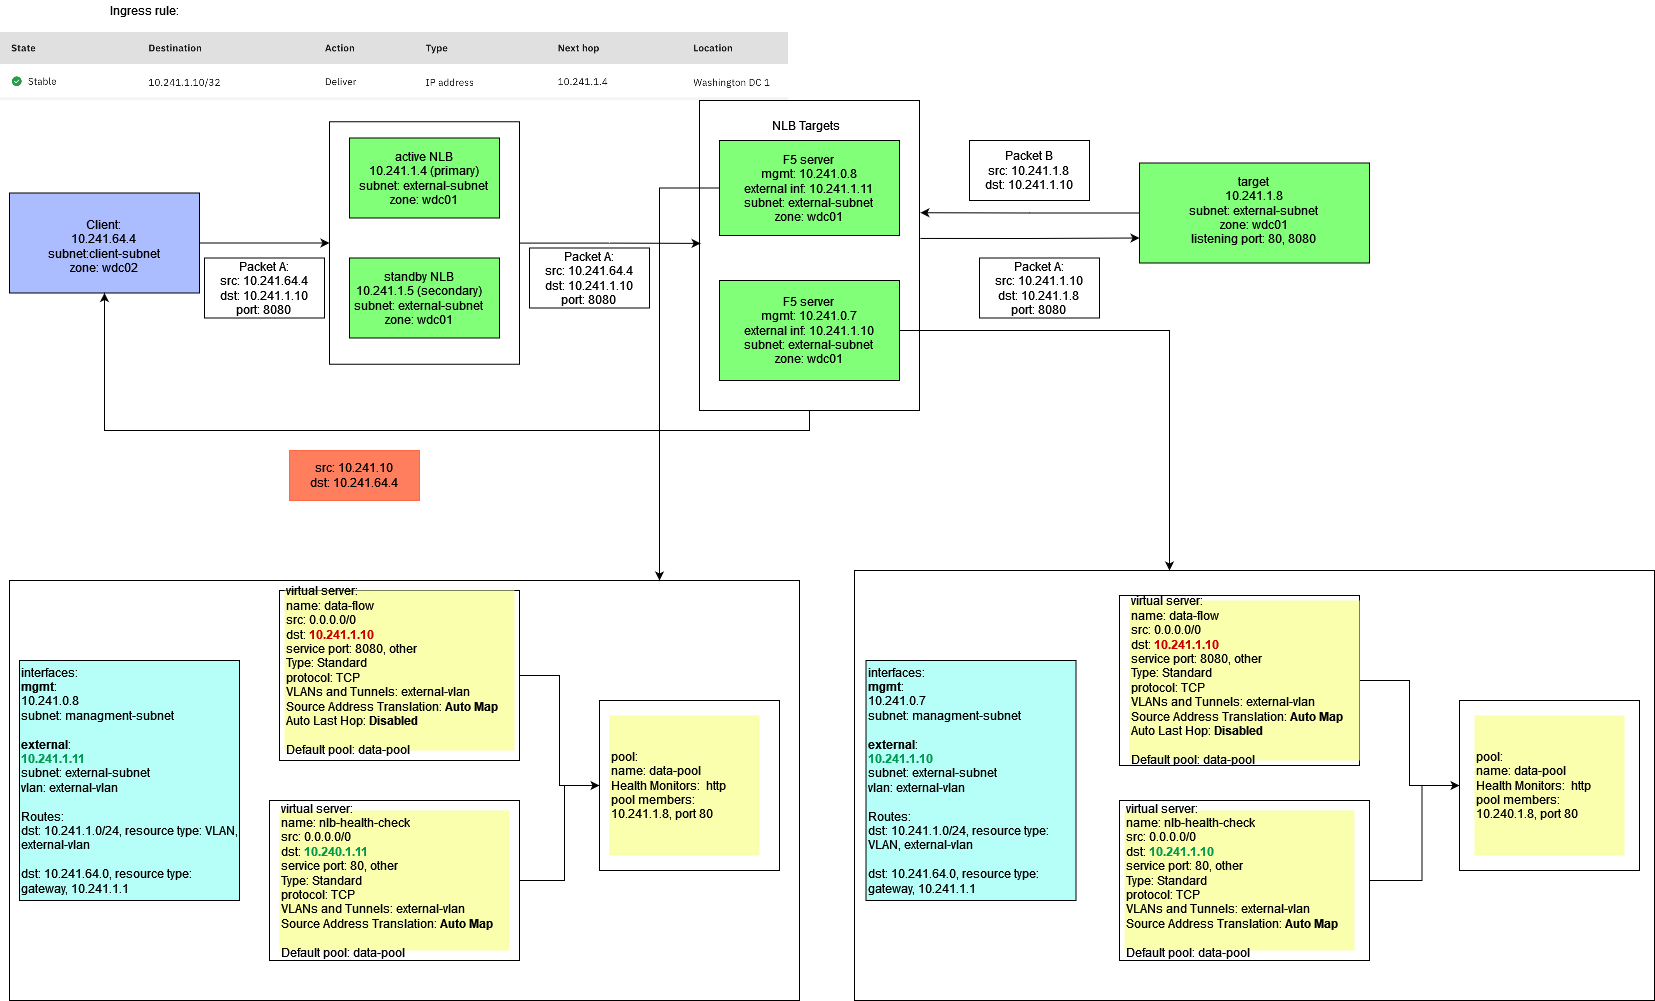 Ingress rule:
State Destination Action Type Next hop Location
Stable 10.241.1.10/32 Deliver IP address 10.241.1.4 Washington DC 1
Client:
10.241.64.4
subnet:client-subnet
zone: wdc02
Packet A:
src: 10.241.64.4
dst: 10.241.1.10
port: 8080
active NLB
10.241.1.4 (primary)
subnet: external-subnet
zone: wdc01
standby NLB
10.241.1.5 (secondary)
subnet: external-subnet
zone: wdc01
Packet A:
src: 10.241.64.4
dst: 10.241.1.10
port: 8080
NLB Targets
F5 server
mgmt: 10.241.0.8
external inf: 10.241.1.11
subnet: external-subnet
zone: wdc01
F5 server
mgmt: 10.241.0.7
external inf: 10.241.1.10
subnet: external-subnet
zone: wdc01
Packet B
src: 10.241.1.8
dst: 10.241.1.10
Packet A:
src: 10.241.1.10
dst: 10.241.1.8
port: 8080
target
10.241.1.8
subnet: external-subnet
zone: wdc01
listening port: 80, 8080
src: 10.241.10
dst: 10.241.64.4
interfaces:
mgmt:
10.241.0.8
subnet: managment-subnet
external:
10.241.1.11
subnet: external-subnet
vlan: external-vlan
Routes:
dst: 10.241.1.0/24, resource type: VLAN,
external-vlan
dst: 10.241.64.0, resource type:
gateway, 10.241.1.1
virtual server:
name: data-flow
src: 0.0.0.0/0
dst: 10.241.1.10
service port: 8080, other
Type: Standard
protocol: TCP
VLANs and Tunnels: external-vlan
Source Address Translation: Auto Map
Auto Last Hop: Disabled
Default pool: data-pool
virtual server:
name: nlb-health-check
src: 0.0.0.0/0
dst: 10.240.1.11
service port: 80, other
Type: Standard
protocol: TCP
VLANs and Tunnels: external-vlan
Source Address Translation: Auto Map
Default pool: data-pool
pool:
name: data-pool
Health Monitors: http
pool members:
10.241.1.8, port 80
interfaces:
mgmt:
10.241.0.7
subnet: managment-subnet
external:
10.241.1.10
subnet: external-subnet
vlan: external-vlan
Routes:
dst: 10.241.1.0/24, resource type:
VLAN, external-vlan
dst: 10.241.64.0, resource type:
gateway, 10.241.1.1
virtual server:
name: data-flow
src: 0.0.0.0/0
dst: 10.241.1.10
service port: 8080, other
Type: Standard
protocol: TCP
VLANs and Tunnels: external-vlan
Source Address Translation: Auto Map
Auto Last Hop: Disabled
Default pool: data-pool
virtual server:
name: nlb-health-check
src: 0.0.0.0/0
dst: 10.241.1.10
service port: 80, other
Type: Standard
protocol: TCP
VLANs and Tunnels: external-vlan
Source Address Translation: Auto Map
Default pool: data-pool
pool:
name: data-pool
Health Monitors: http
pool members:
10.240.1.8, port 80